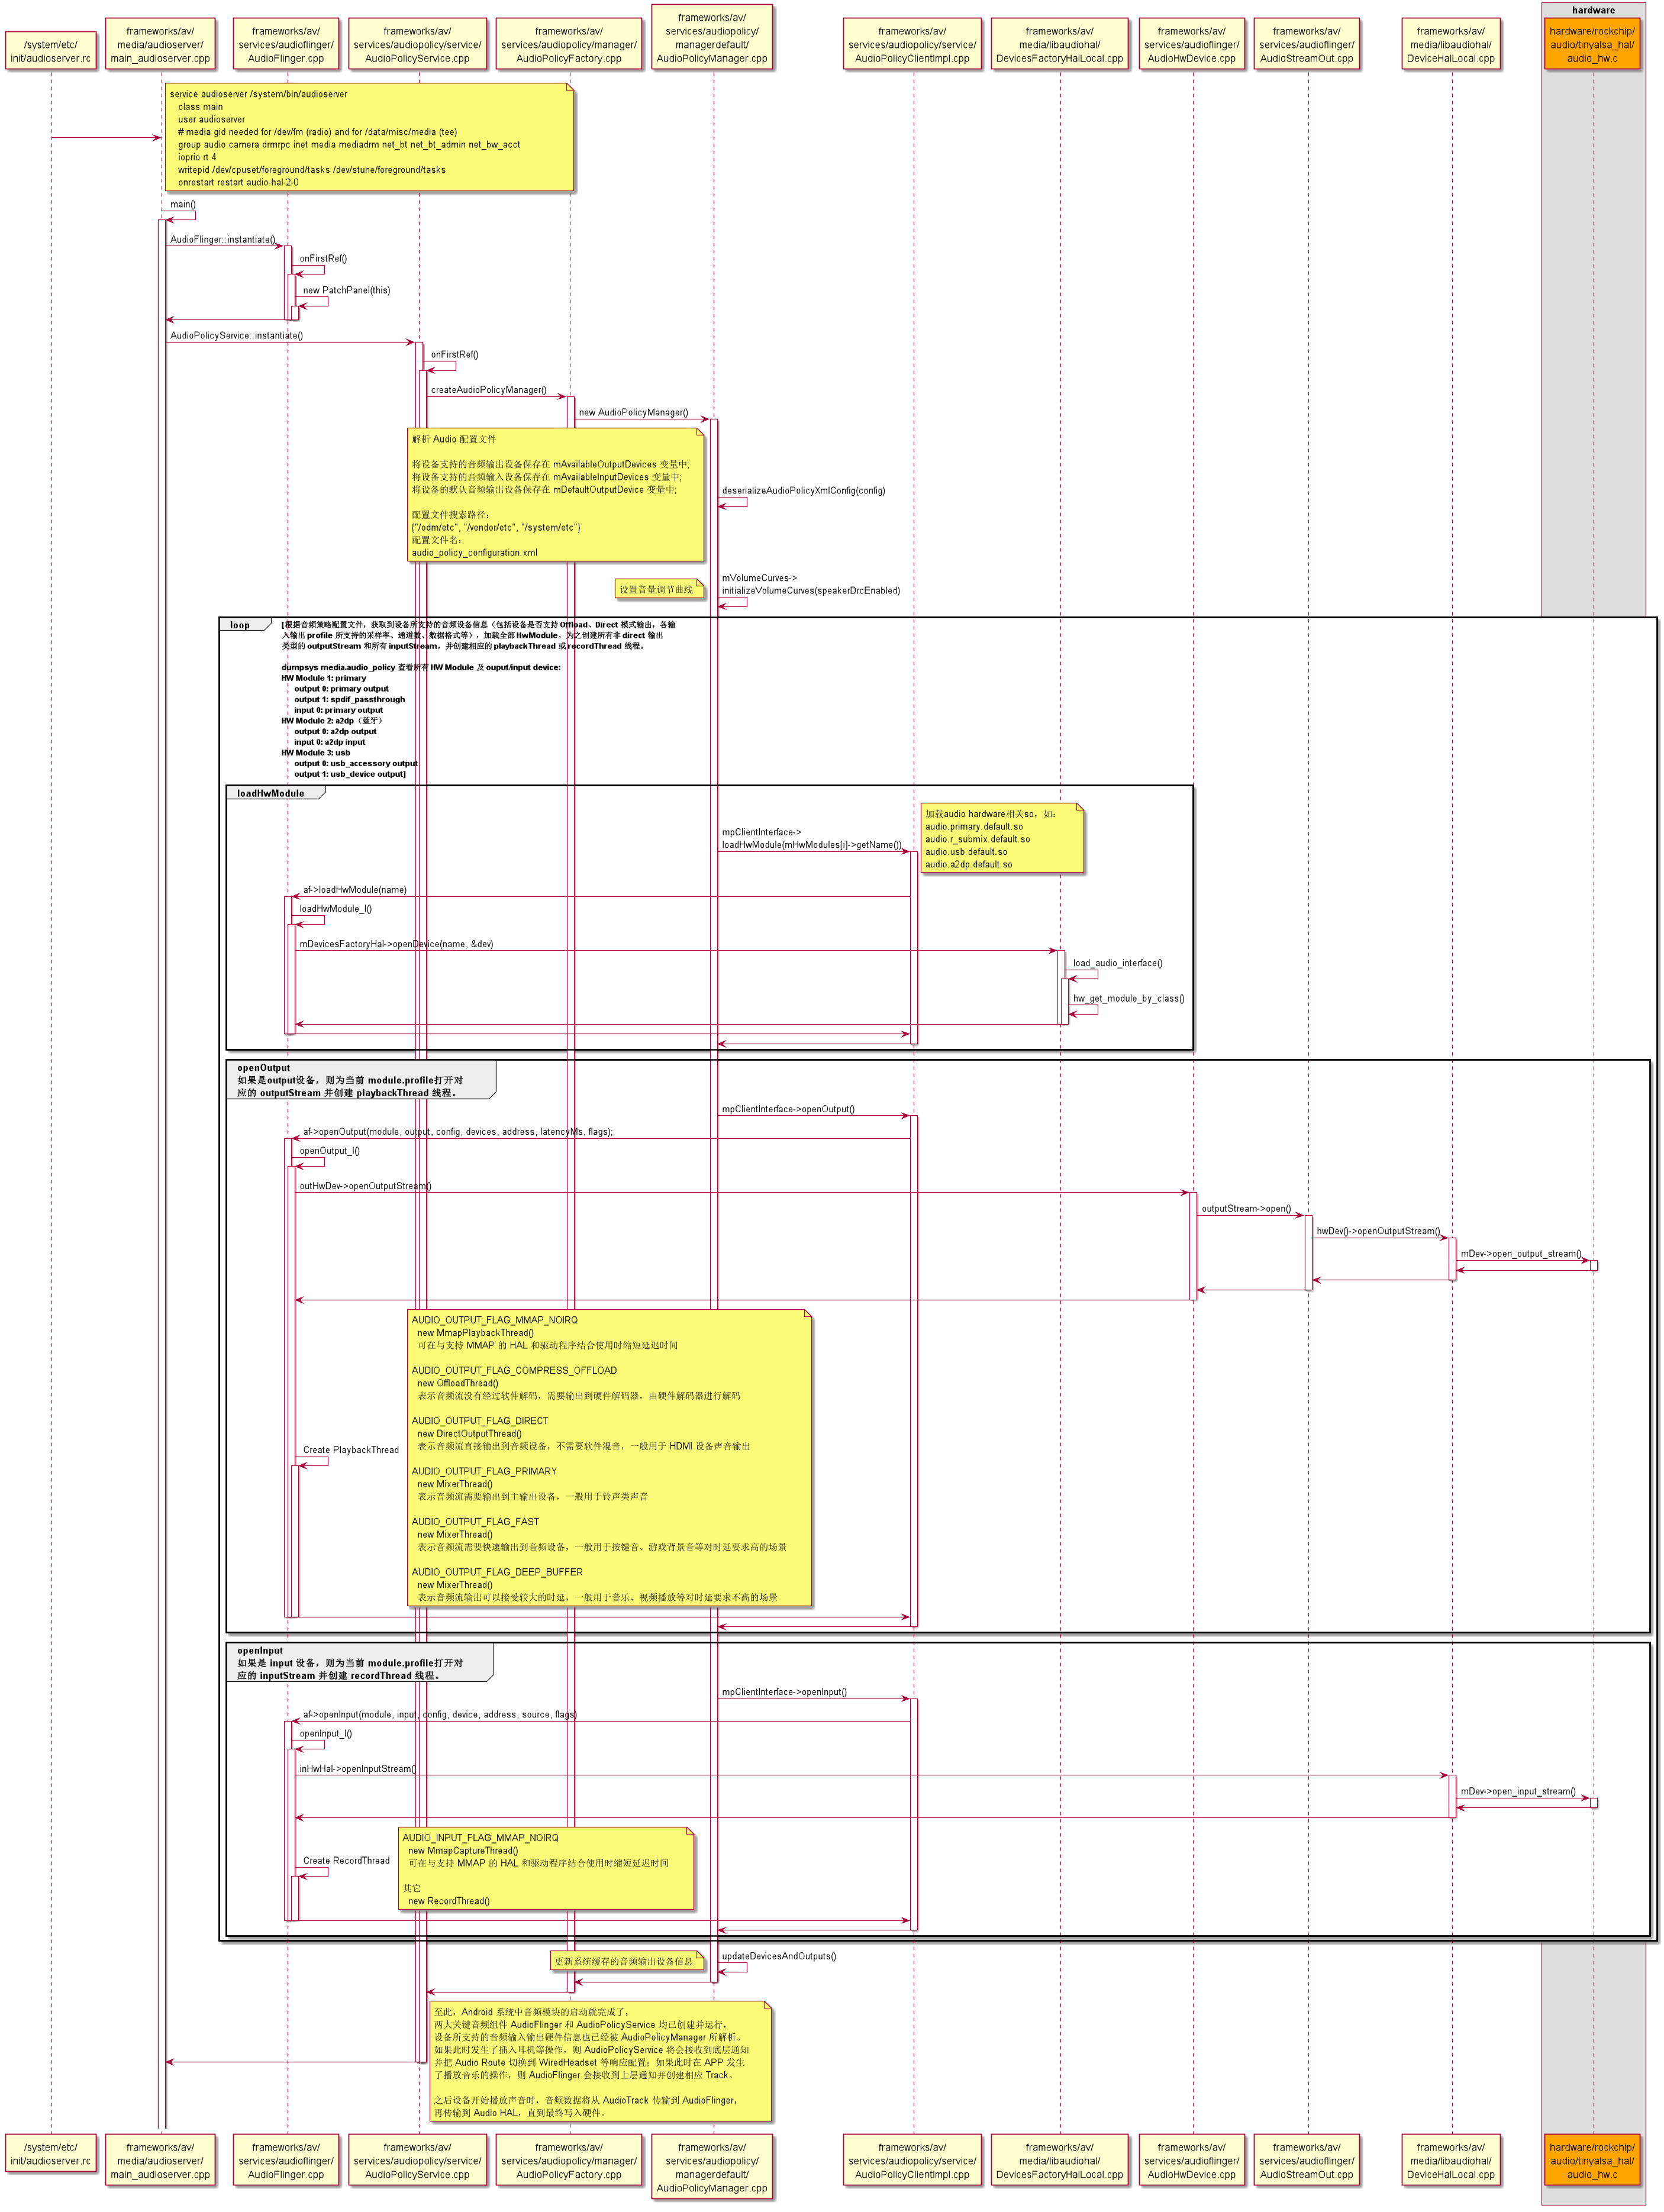 hardware
/system/etc/
init/audioserver.rc
frameworks/av/
media/audioserver/
main_audioserver.cpp
frameworks/av/
services/audioflinger/
AudioFlinger.cpp
frameworks/av/
services/audiopolicy/service/
AudioPolicyService.cpp
frameworks/av/
services/audiopolicy/manager/
AudioPolicyFactory.cpp
frameworks/av/
services/audiopolicy/
managerdefault/
AudioPolicyManager.cpp
frameworks/av/
services/audiopolicy/service/
AudioPolicyClientImpl.cpp
frameworks/av/
media/libaudiohal/
DevicesFactoryHalLocal.cpp
frameworks/av/
services/audioflinger/
AudioHwDevice.cpp
frameworks/av/
services/audioflinger/
AudioStreamOut.cpp
frameworks/av/
media/libaudiohal/
DeviceHalLocal.cpp
hardware/rockchip/
audio/tinyalsa_hal/
audio_hw.c
service audioserver /system/bin/audioserver
class main
user audioserver
# media gid needed for /dev/fm (radio) and for /data/misc/media (tee)
group audio camera drmrpc inet media mediadrm net_bt net_bt_admin net_bw_acct
ioprio rt 4
writepid /dev/cpuset/foreground/tasks /dev/stune/foreground/tasks
onrestart restart audio-hal-2-0
main()
AudioFlinger::instantiate()
onFirstRef()
new PatchPanel(this)
AudioPolicyService::instantiate()
onFirstRef()
createAudioPolicyManager()
new AudioPolicyManager()
解析 Audio 配置文件
将设备支持的音频输出设备保存在 mAvailableOutputDevices 变量中;
将设备支持的音频输入设备保存在 mAvailableInputDevices 变量中;
将设备的默认音频输出设备保存在 mDefaultOutputDevice 变量中;
配置文件搜索路径：
{"/odm/etc", "/vendor/etc", "/system/etc"}
配置文件名：
audio_policy_configuration.xml
deserializeAudioPolicyXmlConfig(config)
设置音量调节曲线
mVolumeCurves->
initializeVolumeCurves(speakerDrcEnabled)
loop
[根据音频策略配置文件，获取到设备所支持的音频设备信息（包括设备是否支持 Offload、Direct 模式输出，各输
入输出 profile 所支持的采样率、通道数、数据格式等），加载全部 HwModule，为之创建所有非 direct 输出
类型的 outputStream 和所有 inputStream，并创建相应的 playbackThread 或 recordThread 线程。
dumpsys media.audio_policy 查看所有 HW Module 及 ouput/input device:
HW Module 1: primary
output 0: primary output
output 1: spdif_passthrough
input 0: primary output
HW Module 2: a2dp（蓝牙）
output 0: a2dp output
input 0: a2dp input
HW Module 3: usb
output 0: usb_accessory output
output 1: usb_device output]
loadHwModule
mpClientInterface->
loadHwModule(mHwModules[i]->getName())
加载audio hardware相关so，如：
audio.primary.default.so
audio.r_submix.default.so
audio.usb.default.so
audio.a2dp.default.so
af->loadHwModule(name)
loadHwModule_l()
mDevicesFactoryHal->openDevice(name, &dev)
load_audio_interface()
hw_get_module_by_class()
openOutput
如果是output设备，则为当前 module.profile打开对
应的 outputStream 并创建 playbackThread 线程。
mpClientInterface->openOutput()
af->openOutput(module, output, config, devices, address, latencyMs, flags);
openOutput_l()
outHwDev->openOutputStream()
outputStream->open()
hwDev()->openOutputStream()
mDev->open_output_stream()
AUDIO_OUTPUT_FLAG_MMAP_NOIRQ
new MmapPlaybackThread()
可在与支持 MMAP 的 HAL 和驱动程序结合使用时缩短延迟时间
AUDIO_OUTPUT_FLAG_COMPRESS_OFFLOAD
new OffloadThread()
表示音频流没有经过软件解码，需要输出到硬件解码器，由硬件解码器进行解码
AUDIO_OUTPUT_FLAG_DIRECT
new DirectOutputThread()
表示音频流直接输出到音频设备，不需要软件混音，一般用于 HDMI 设备声音输出
Create PlaybackThread
AUDIO_OUTPUT_FLAG_PRIMARY
new MixerThread()
表示音频流需要输出到主输出设备，一般用于铃声类声音
AUDIO_OUTPUT_FLAG_FAST
new MixerThread()
表示音频流需要快速输出到音频设备，一般用于按键音、游戏背景音等对时延要求高的场景
AUDIO_OUTPUT_FLAG_DEEP_BUFFER
new MixerThread()
表示音频流输出可以接受较大的时延，一般用于音乐、视频播放等对时延要求不高的场景
openInput
如果是 input 设备，则为当前 module.profile打开对
应的 inputStream 并创建 recordThread 线程。
mpClientInterface->openInput()
af->openInput(module, input, config, device, address, source, flags)
openInput_l()
inHwHal->openInputStream()
mDev->open_input_stream()
AUDIO_INPUT_FLAG_MMAP_NOIRQ
new MmapCaptureThread()
可在与支持 MMAP 的 HAL 和驱动程序结合使用时缩短延迟时间
其它
new RecordThread()
Create RecordThread
更新系统缓存的音频输出设备信息
updateDevicesAndOutputs()
至此，Android 系统中音频模块的启动就完成了，
两大关键音频组件 AudioFlinger 和 AudioPolicyService 均已创建并运行，
设备所支持的音频输入输出硬件信息也已经被 AudioPolicyManager 所解析。
如果此时发生了插入耳机等操作，则 AudioPolicyService 将会接收到底层通知
并把 Audio Route 切换到 WiredHeadset 等响应配置；如果此时在 APP 发生
了播放音乐的操作，则 AudioFlinger 会接收到上层通知并创建相应 Track。
之后设备开始播放声音时，音频数据将从 AudioTrack 传输到 AudioFlinger，
再传输到 Audio HAL，直到最终写入硬件。
/system/etc/
init/audioserver.rc
frameworks/av/
media/audioserver/
main_audioserver.cpp
frameworks/av/
services/audioflinger/
AudioFlinger.cpp
frameworks/av/
services/audiopolicy/service/
AudioPolicyService.cpp
frameworks/av/
services/audiopolicy/manager/
AudioPolicyFactory.cpp
frameworks/av/
services/audiopolicy/
managerdefault/
AudioPolicyManager.cpp
frameworks/av/
services/audiopolicy/service/
AudioPolicyClientImpl.cpp
frameworks/av/
media/libaudiohal/
DevicesFactoryHalLocal.cpp
frameworks/av/
services/audioflinger/
AudioHwDevice.cpp
frameworks/av/
services/audioflinger/
AudioStreamOut.cpp
frameworks/av/
media/libaudiohal/
DeviceHalLocal.cpp
hardware/rockchip/
audio/tinyalsa_hal/
audio_hw.c